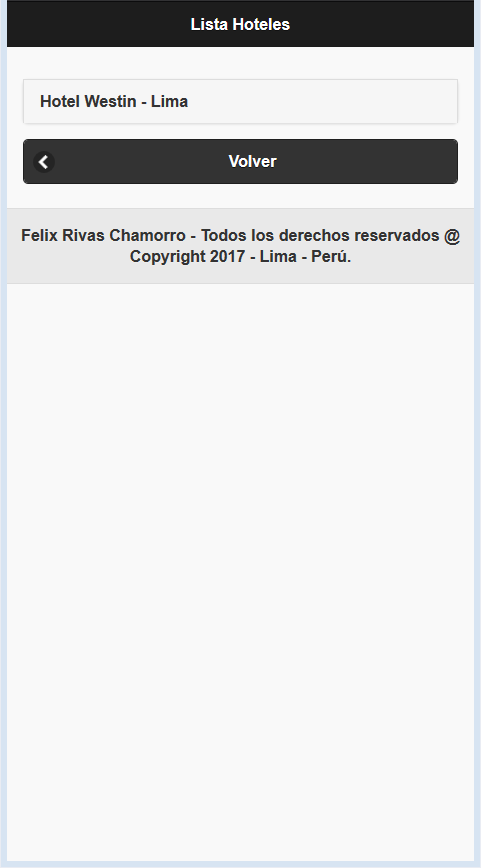 Lista Hoteles
Hotel Westin - Lima
Volver
Felix Rivas Chamorro - Todos los derechos reservados @
Copyright 2017 - Lima - Perú.